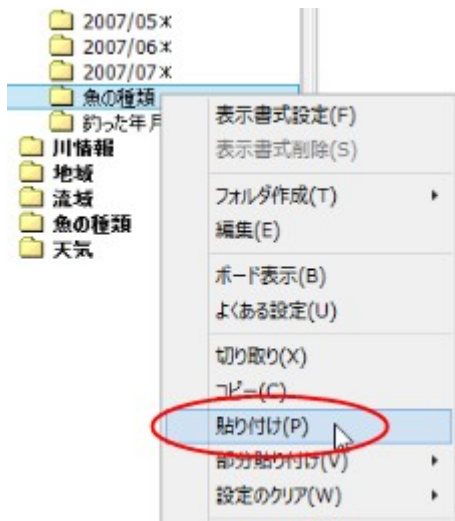 2007/05*
2007/06*
2007/07*
魚の種類
釣った年月
川情報
地域
流域
魚の種類
天気
表示書式設定(F)
表示書式削除(S)
フォルダ作成(T)
編集(E)
ボード表示(B)
よくある設定(U)
切り取り(X)
コピー(C)
貼り付け(P)
部分貼り付け(V)
設定のクリア(W)